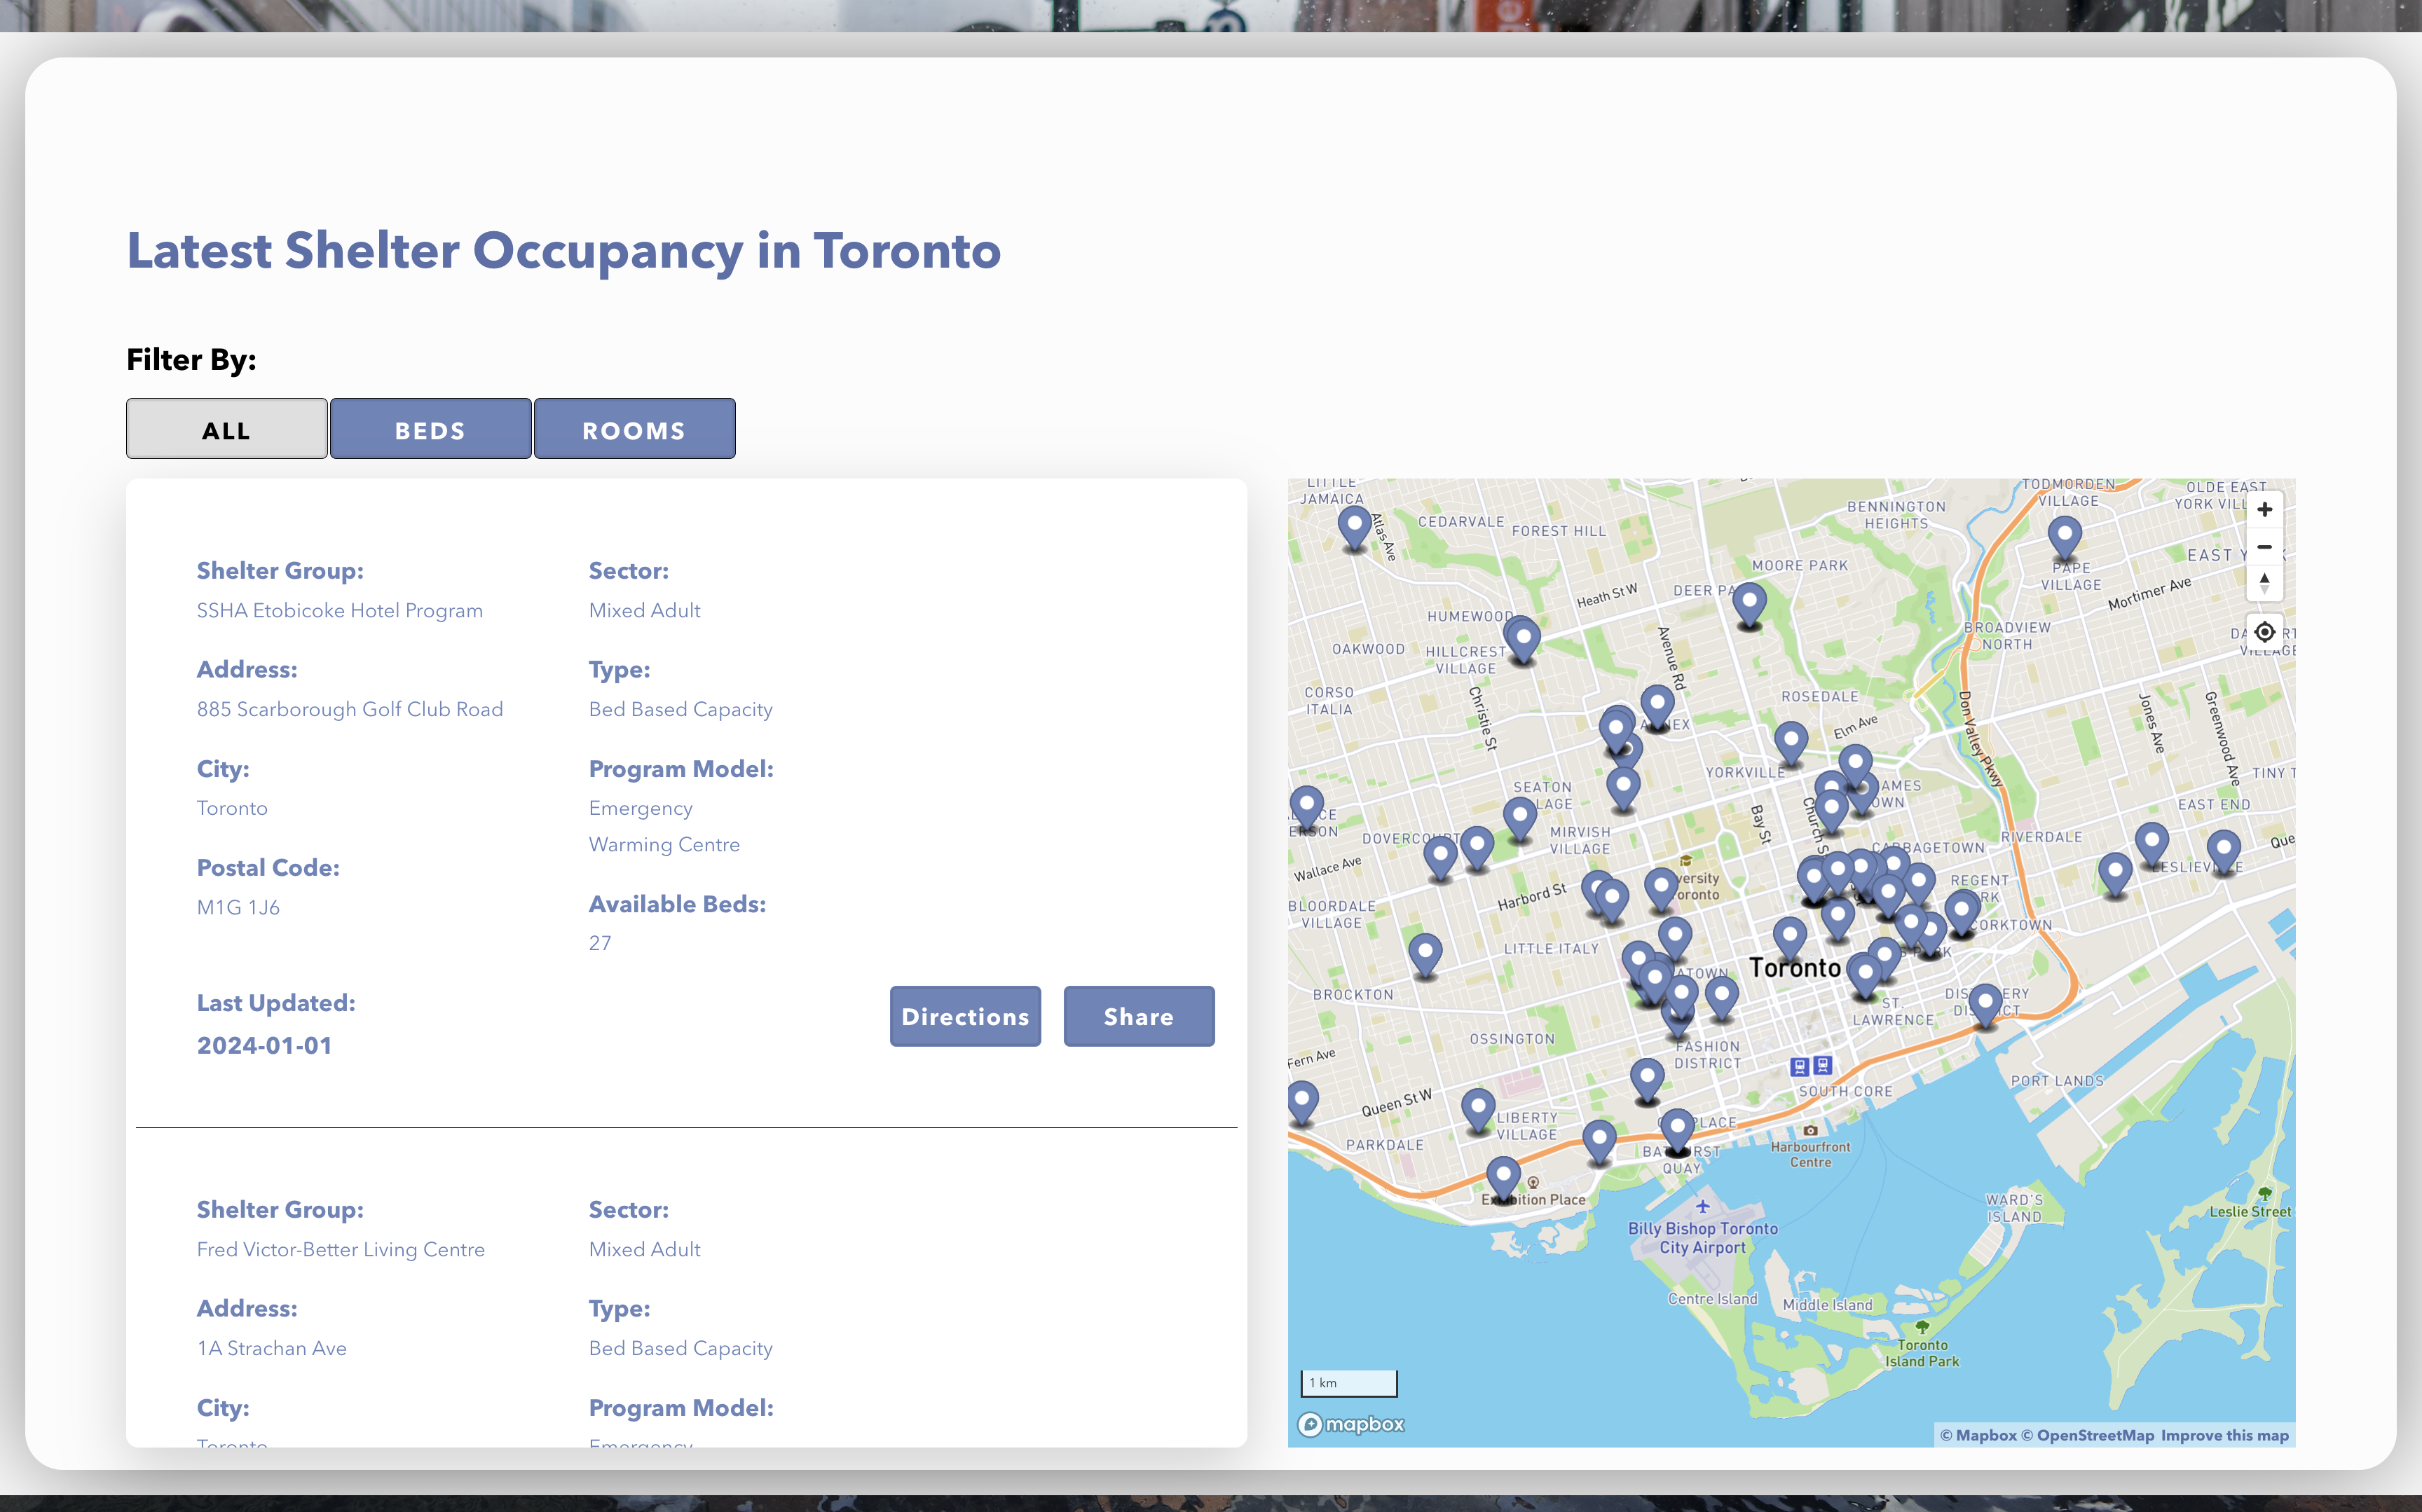 Latest Shelter Occupancy in Toronto
Filter By:
ALL
BEDS
ROOMS
Shelter Group:
SSHA Etobicoke Hotel Program
Address:
885 Scarborough Golf Club Road
City:
Toronto
Postal Code:
M1G 1J6
Last Updated:
2024-01-01
Sector:
Mixed Adult
Type:
Bed Based Capacity
Program Model:
Emergency
Warming Centre
Available Beds:
27
Directions
Share
Shelter Group:
Fred Victor-Better Living Centre
Address:
1A Strachan Ave
City:
Toronto
Sector:
Mixed Adult
Type:
Bed Based Capacity
Program Model:
Emergency
LITTLE
JAMAICA
Atlas Ave
CEDARVALE
FOREST HILL
BENNINGTON
HEIGHTS
TODMORDEN
VILLAGE
OLDE EAST
YORK VILL
EAST Y
MOORE PARK
PAPE
VILLAGE
Mortimer Ave
Heath St W
DEER PA
HUMEWOOD
OAKWOOD
HILLCREST
VILLAGE
Avenue Rd
BROADVIEW
NORTH
CORSO
ITALIA
Christie St
ROSEDALE
Elm Ave
Don Valley Pkwy
Jones Ave
Greenwood Ave
YORKVILLE
TINY T
SEATON
LAGE
AMES
OWN
EAST END
Bay St
Church S
DOVERCOURT
MIRVISH
VILLAGE
RIVERDALE
Que
Wallace Ave
CABBAGETOWN
Harbord St
versity
oronto
REGENT
RK
BLOORDALE
VILLAGE
CORKTOWN
LITTLE ITALY
Toronto
ATOWN
BROCKTON
ST.
LAWRENCE
OSSINGTON
FASHION
DISTRICT
Fern Ave
SOUTH CORE
PORT LANDS
Queen St W
LIBERTY
VILLAGE
PLACE
PARKDALE
QUAY
Harbourfront
Centre
Exhibition Place
WARD'S
ISLAND
Leslie Street
Billy Bishop Toronto
City Airport
Centre Island
Middle Island
Toronto
Island Park
1 km
mapbox
© Mapbox © OpenStreetMap Improve this map